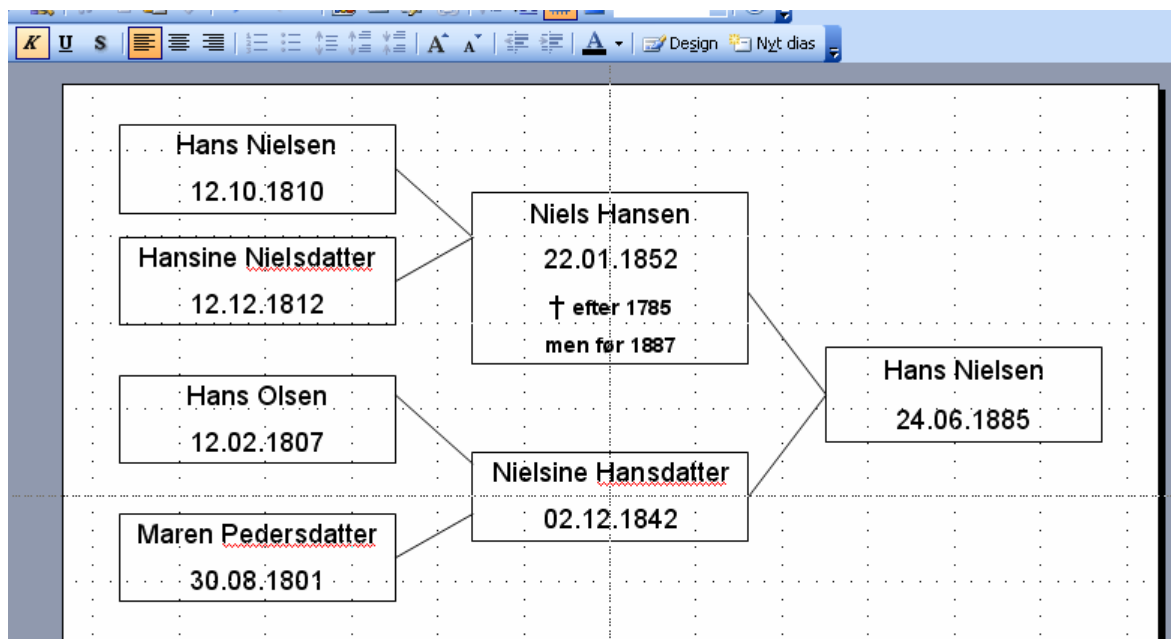 K U S A A A Design Nyt dias
Hans Nielsen
12.10.1810
Hansine Nielsdatter
12.12.1812
Niels Hansen
22.01.1852
† efter 1785
men før 1887
Hans Nielsen
24.06.1885
Hans Olsen
12.02.1807
Nielsine Hansdatter
02.12.1842
Maren Pedersdatter
30.08.1801